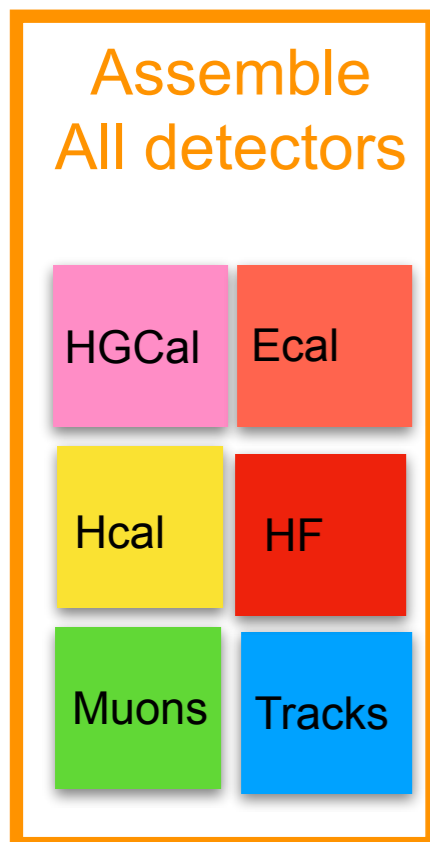 Assemble
All detectors
HGCal
Ecal
Hcal
HF
Muons
Tracks